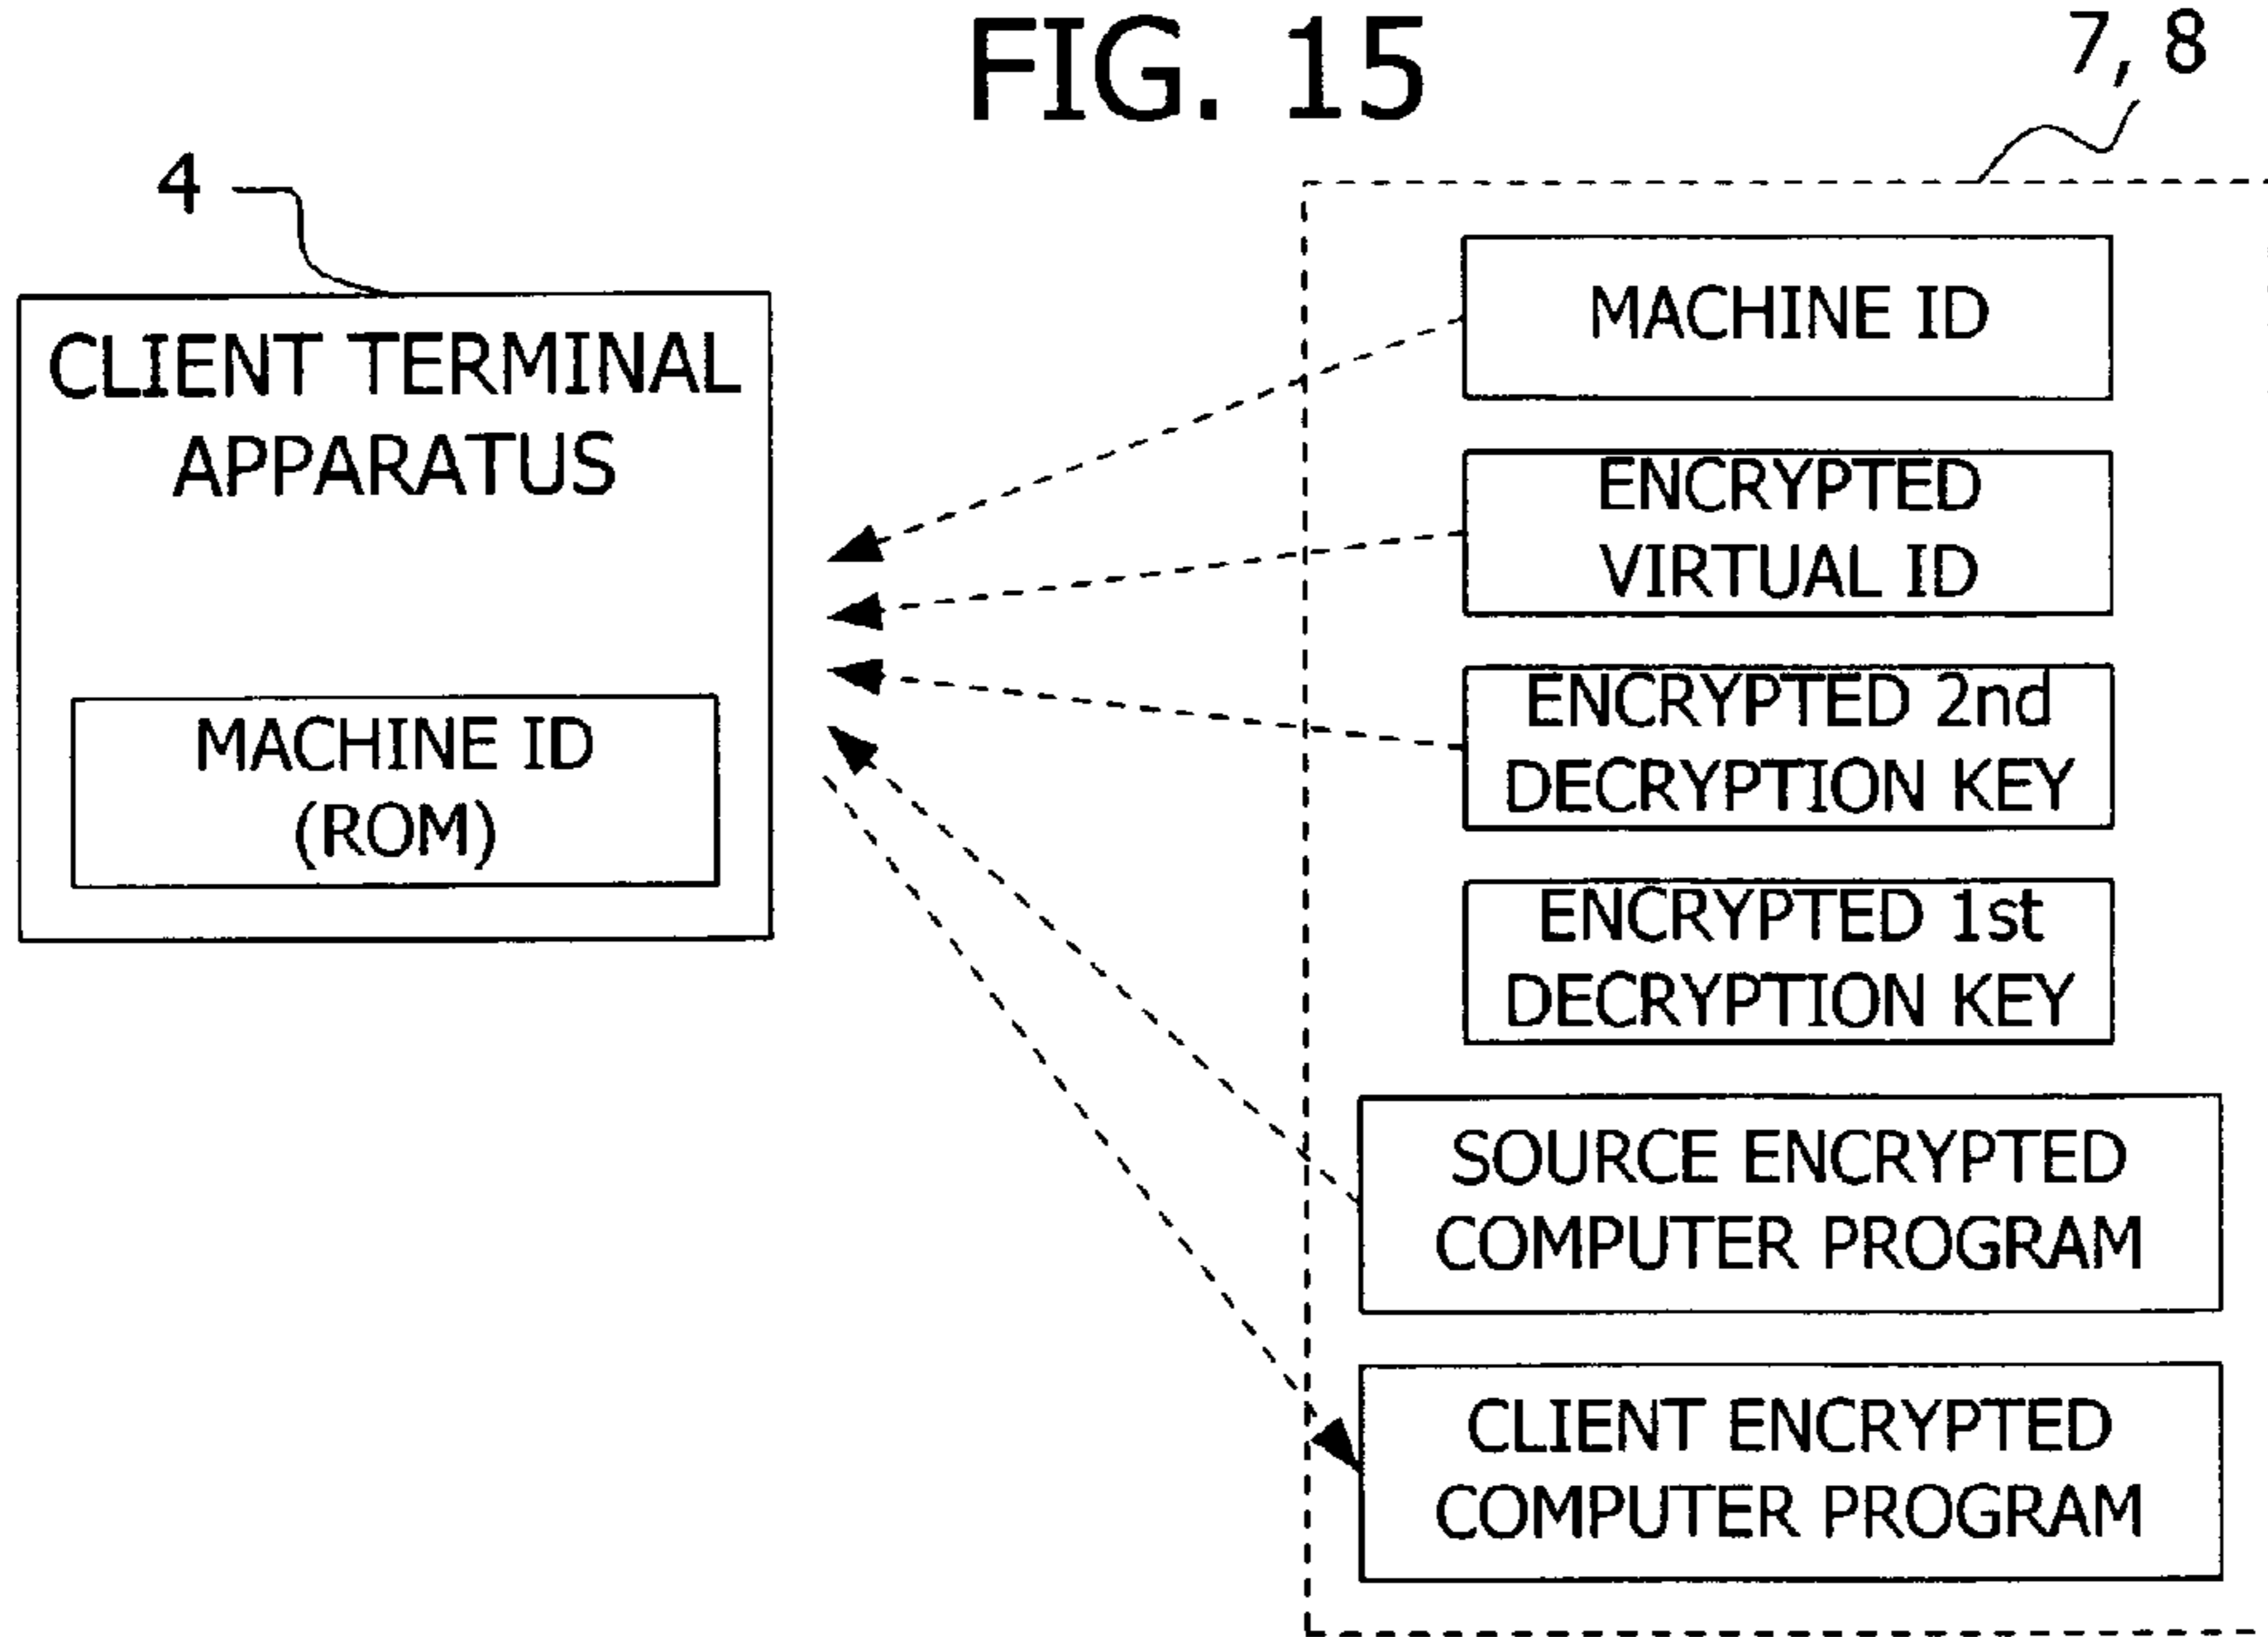 FIG. 15
7, 8
4
CLIENT TERMINAL
APPARATUS
MACHINE ID
(ROM)
MACHINE ID
ENCRYPTED
VIRTUAL ID
ENCRYPTED 2nd
DECRYPTION KEY
ENCRYPTED 1st
DECRYPTION KEY
SOURCE ENCRYPTED
COMPUTER PROGRAM
CLIENT ENCRYPTED
COMPUTER PROGRAM